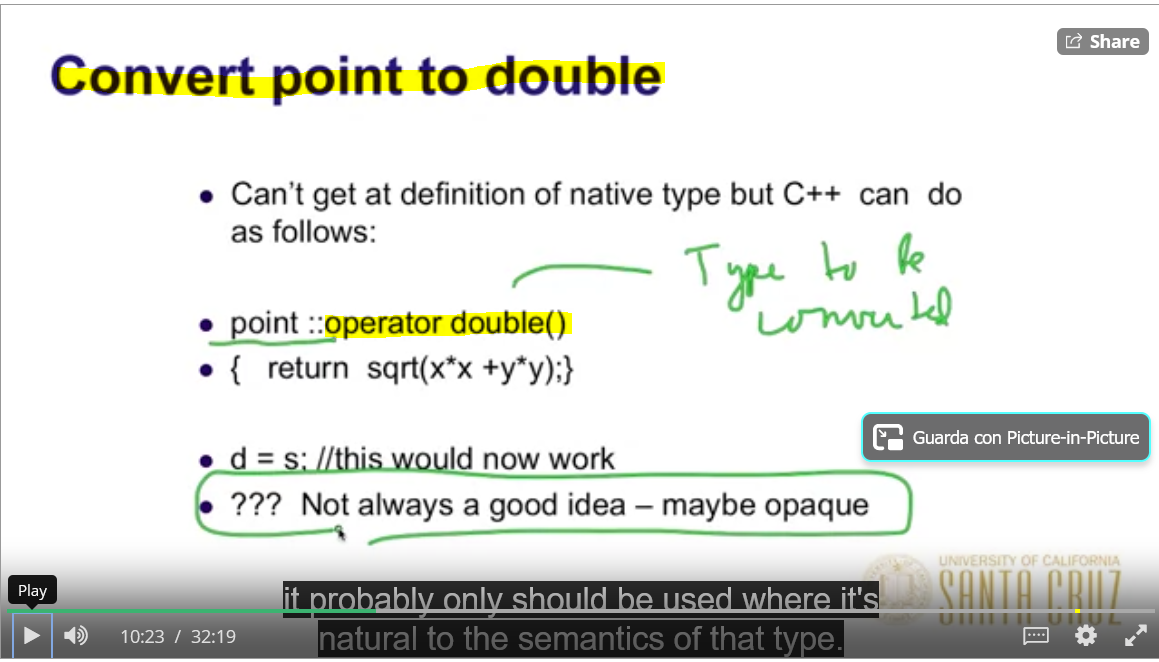 Share
Convert point to double
• Can't get at definition of native type but C++ can do
as follows:
Type to be
converted
• point ::operator double()
• { return sqrt(x*x +y*y);}
Guarda con Picture-in-Picture
• d = s; //this would now work
• ??? Not always a good idea – maybe opaque
UNIVERSITY OF CALIFORNIA
SANTA CRUZ
Play
it probably only should be used where it's
natural to the semantics of that type.
10:23 / 32:19